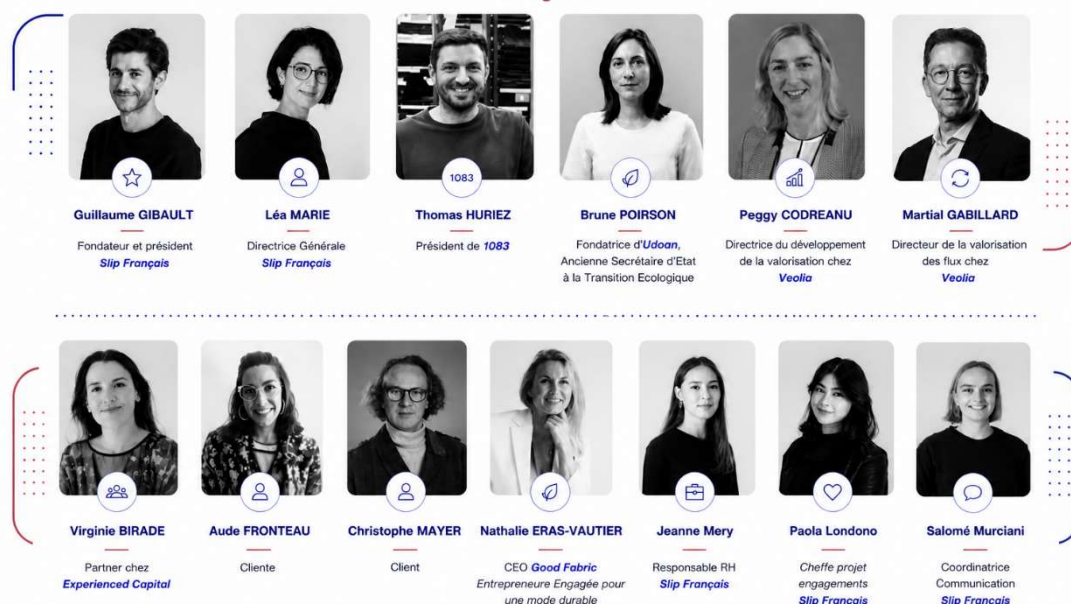 1083
Guillaume GIBAULT
Fondateur et président
Slip Français
Léa MARIE
Directrice Générale
Slip Français
Thomas HURIEZ
Président de 1083
Brune POIRSON
Fondatrice d'Udoan,
Ancienne Secrétaire d'Etat
à la Transition Ecologique
Peggy CODREANU
Directrice du développement
de la valorisation chez
Veolia
Martial GABILLARD
Directeur de la valorisation
des flux chez
Veolia
Virginie BIRADE
Partner chez
Experienced Capital
Aude FRONTEAU
Cliente
Christophe MAYER
Client
Nathalie ERAS-VAUTIER
CEO Good Fabric
Entrepreneure Engagée pour
une mode durable
Jeanne Mery
Responsable RH
Slip Français
Paola Londono
Cheffe projet
engagements
Slip Français
Salomé Murciani
Coordinatrice
Communication
Slip Français